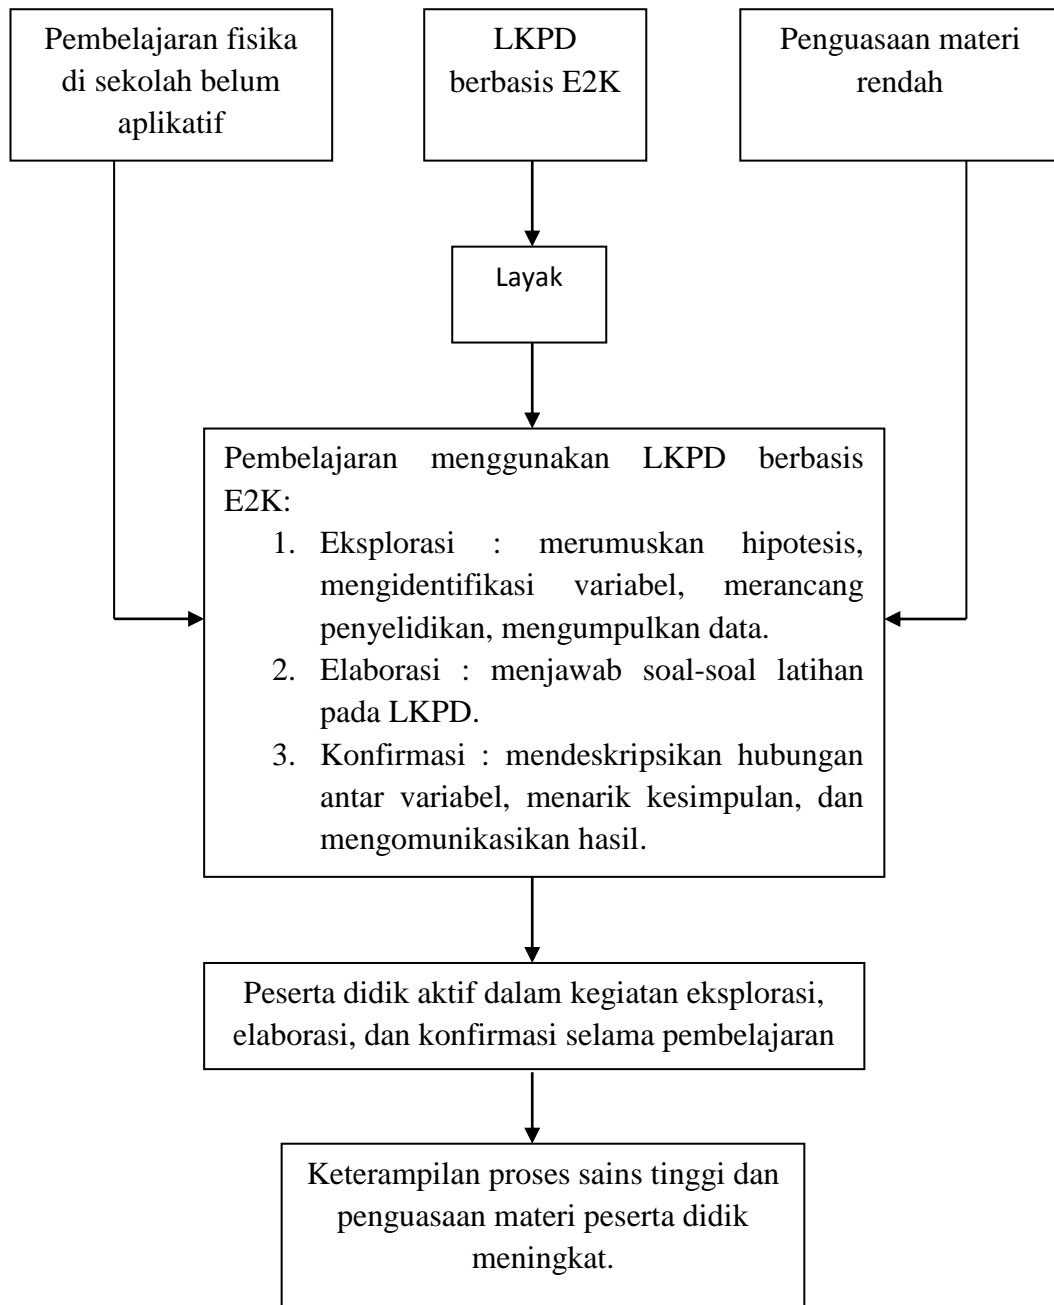 Pembelajaran fisika
di sekolah belum
aplikatif
LKPD
berbasis E2K
Penguasaan materi
rendah
Layak
Pembelajaran menggunakan LKPD berbasis
E2K:
1. Eksplorasi : merumuskan hipotesis,
mengidentifikasi variabel, merancang
penyelidikan, mengumpulkan data.
2. Elaborasi : menjawab soal-soal latihan
pada LKPD.
3. Konfirmasi : mendeskripsikan hubungan
antar variabel, menarik kesimpulan, dan
mengomunikasikan hasil.
Peserta didik aktif dalam kegiatan eksplorasi,
elaborasi, dan konfirmasi selama pembelajaran
Keterampilan proses sains tinggi dan
penguasaan materi peserta didik
meningkat.